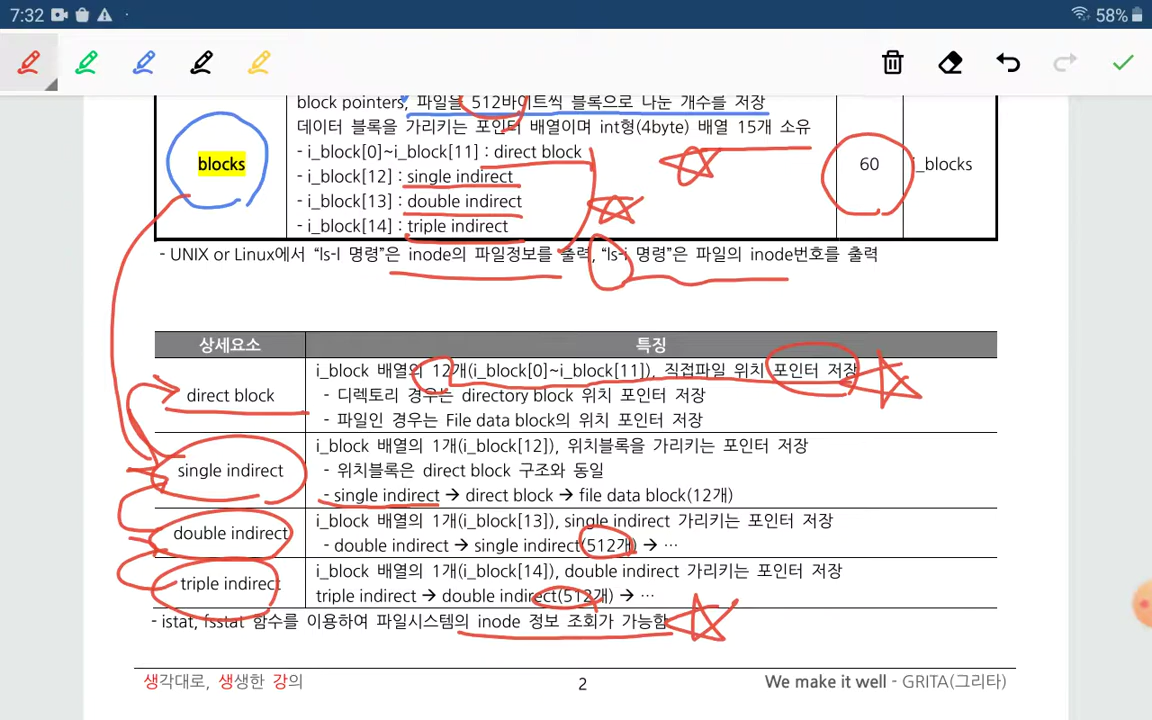 7:32 58%
block pointers, 파일을 512바이트씩 블록으로 나눈 개수를 저장
데이터 블록을 가리키는 포인터 배열이며 int형(4byte) 배열 15개 소유
- i_block[0]~i_block[11] : direct block
blocks 60 i_blocks
- i_block[12] : single indirect
- i_block[13] : double indirect
- i_block[14] : triple indirect
- UNIX or Linux에서 “ls-l 명령”은 inode의 파일정보를 출력, “ls-i 명령”은 파일의 inode번호를 출력
상세요소 특징
direct block
i_block 배열의 12개(i_block[0]~i_block[11]), 직접파일 위치 포인터 저장
- 디렉토리 경우는 directory block 위치 포인터 저장
- 파일인 경우는 File data block의 위치 포인터 저장
single indirect
i_block 배열의 1개(i_block[12]), 위치블록을 가리키는 포인터 저장
- 위치블록은 direct block 구조와 동일
- single indirect → direct block → file data block(12개)
double indirect
i_block 배열의 1개(i_block[13]), single indirect 가리키는 포인터 저장
- double indirect → single indirect(512개) → ...
triple indirect
i_block 배열의 1개(i_block[14]), double indirect 가리키는 포인터 저장
triple indirect → double indirect(512개) → ...
- istat, fsstat 함수를 이용하여 파일시스템의 inode 정보 조회가 가능함
생각대로, 생생한 강의 2 We make it well - GRITA(그리타)